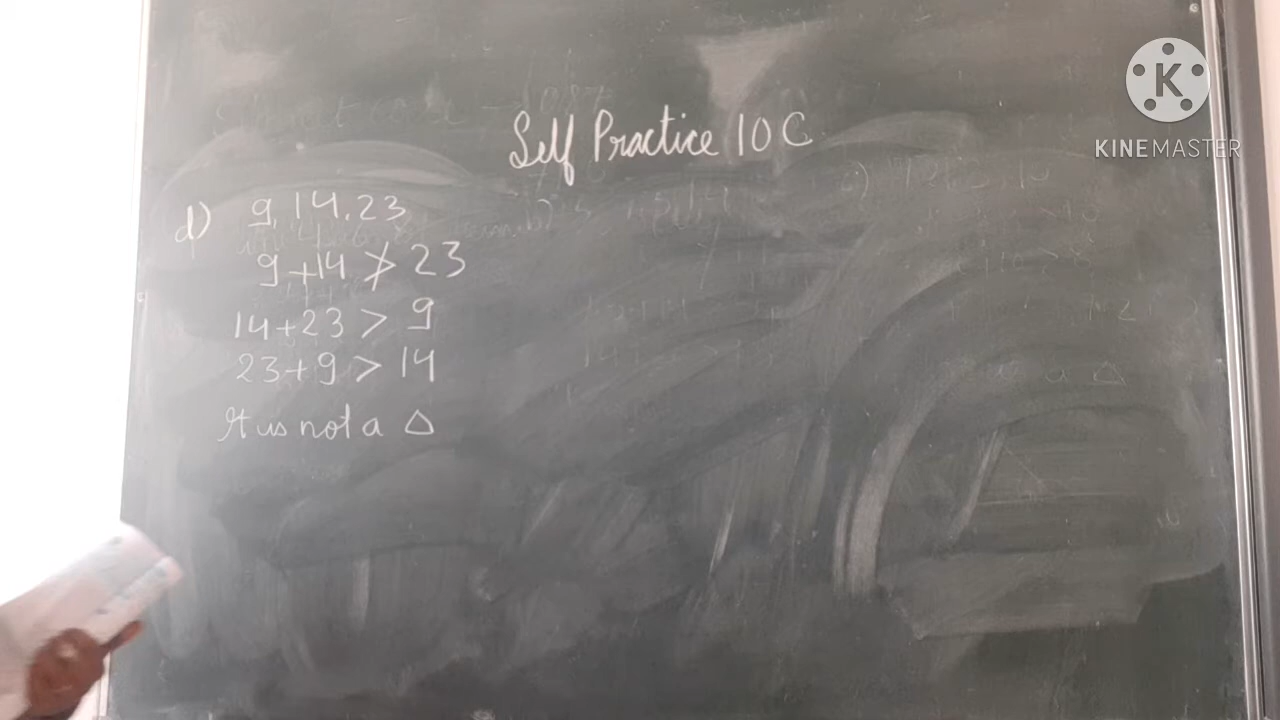 Self Practice 10 C
d) 9, 14, 23
9 + 14 ≯ 23
14 + 23 > 9
23 + 9 > 14
It is not a △
K
KINEMASTER